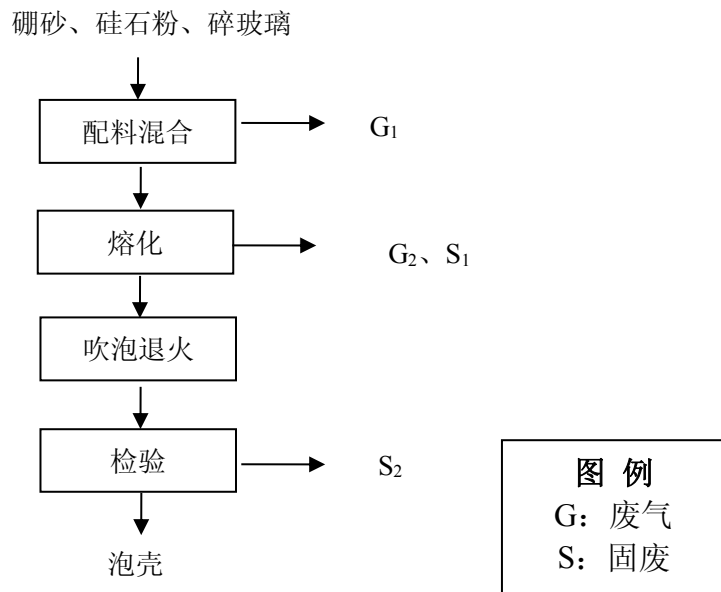 硼砂、硅石粉、碎玻璃
配料混合
G₁
熔化
G₂、S₁
吹泡退火
检验
S₂
泡壳
图 例
G：废气
S：固废